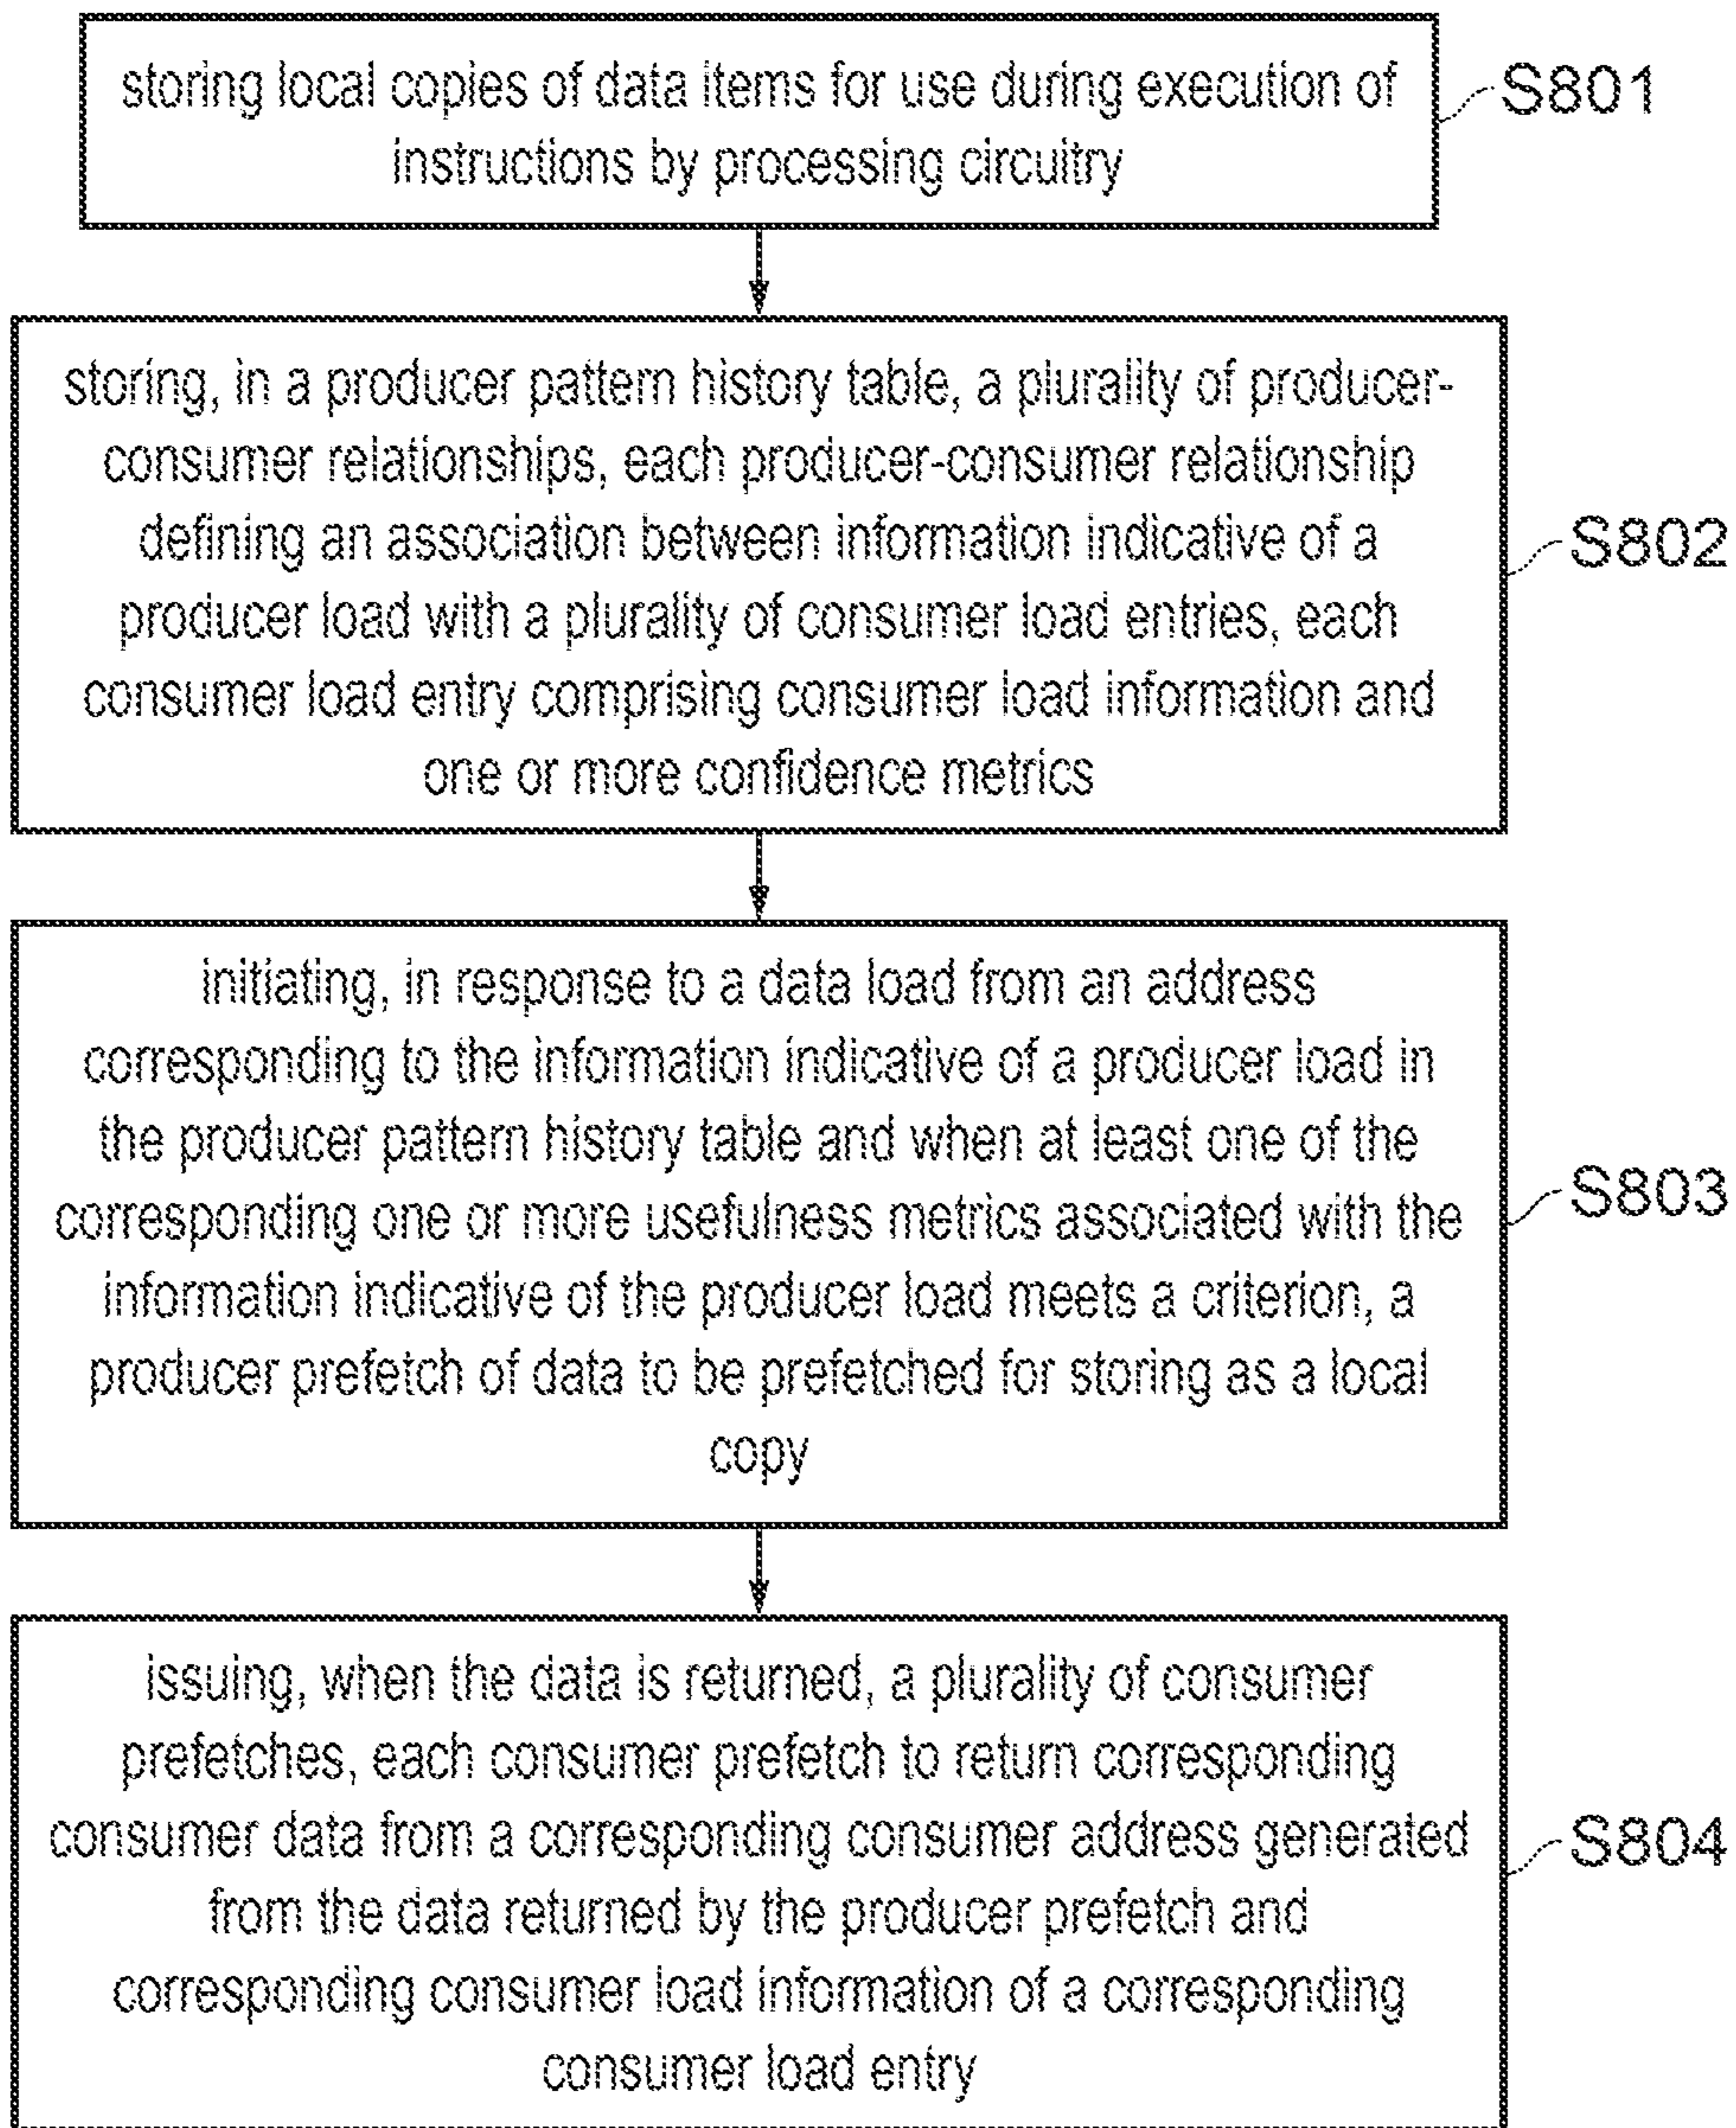 storing local copies of data items for use during execution of
instructions by processing circuitry
S801
storing, in a producer pattern history table, a plurality of producer-
consumer relationships, each producer-consumer relationship
defining an association between information indicative of a
producer load with a plurality of consumer load entries, each
consumer load entry comprising consumer load information and
one or more confidence metrics
S802
initiating, in response to a data load from an address
corresponding to the information indicative of a producer load in
the producer pattern history table and when at least one of the
corresponding one or more usefulness metrics associated with the
information indicative of the producer load meets a criterion, a
producer prefetch of data to be prefetched for storing as a local
copy
S803
issuing, when the data is returned, a plurality of consumer
prefetches, each consumer prefetch to return corresponding
consumer data from a corresponding consumer address generated
from the data returned by the producer prefetch and
corresponding consumer load information of a corresponding
consumer load entry
S804